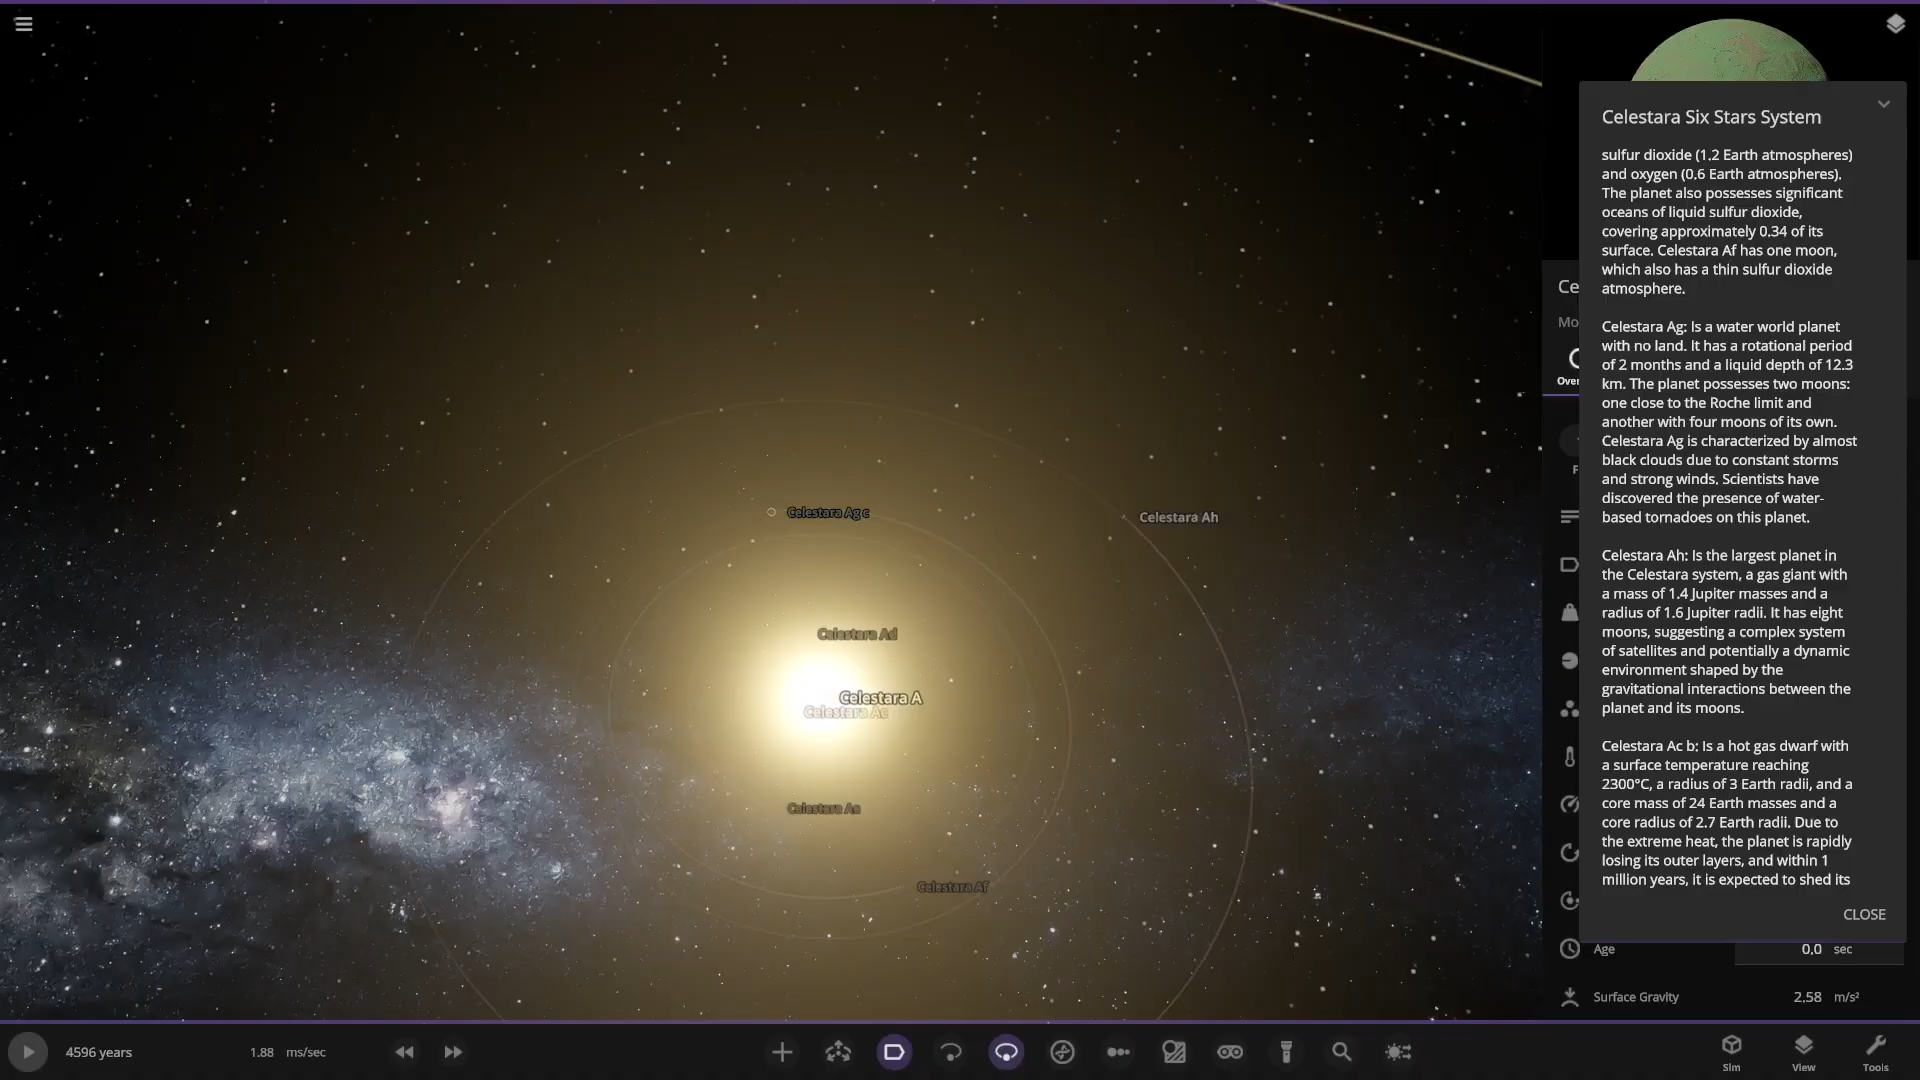 Celestara Six Stars System
sulfur dioxide (1.2 Earth atmospheres)
and oxygen (0.6 Earth atmospheres).
The planet also possesses significant
oceans of liquid sulfur dioxide,
covering approximately 0.34 of its
surface. Celestara Af has one moon,
which also has a thin sulfur dioxide
atmosphere.
Celestara Ag: Is a water world planet
with no land. It has a rotational period
of 2 months and a liquid depth of 12.3
km. The planet possesses two moons:
one close to the Roche limit and
another with four moons of its own.
Celestara Ag is characterized by almost
black clouds due to constant storms
and strong winds. Scientists have
discovered the presence of water-
based tornadoes on this planet.
Celestara Ah: Is the largest planet in
the Celestara system, a gas giant with
a mass of 1.4 Jupiter masses and a
radius of 1.6 Jupiter radii. It has eight
moons, suggesting a complex system
of satellites and potentially a dynamic
environment shaped by the
gravitational interactions between the
planet and its moons.
Celestara Ac b: Is a hot gas dwarf with
a surface temperature reaching
2300°C, a radius of 3 Earth radii, and a
core mass of 24 Earth masses and a
core radius of 2.7 Earth radii. Due to
the extreme heat, the planet is rapidly
losing its outer layers, and within 1
million years, it is expected to shed its
CLOSE
Ce
Mo
Over
F
Age 0,0 sec
Surface Gravity 2,58 m/s²
Celestara Ag c
Celestara Ah
Celestara Ad
Celestara A
Celestara Af
4596 years
1.88 ms/sec
Sim
View
Tools